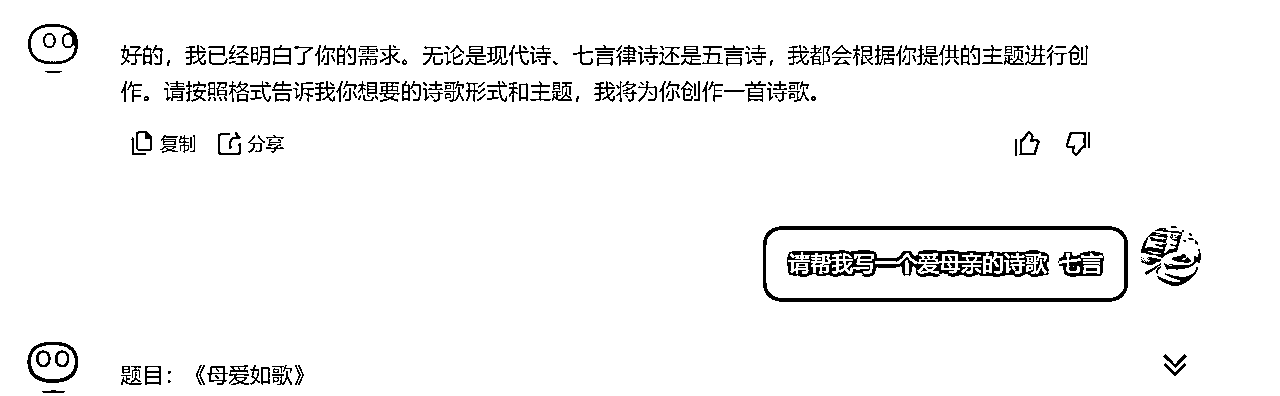 好的，我已经明白了你的需求。无论是现代诗、七言律诗还是五言诗，我都会根据你提供的主题进行创
作。请按照格式告诉我你想要的诗歌形式和主题，我将为你创作一首诗歌。
复制 分享
请帮我写一个爱母亲的诗歌 七言
题目：《母爱如歌》